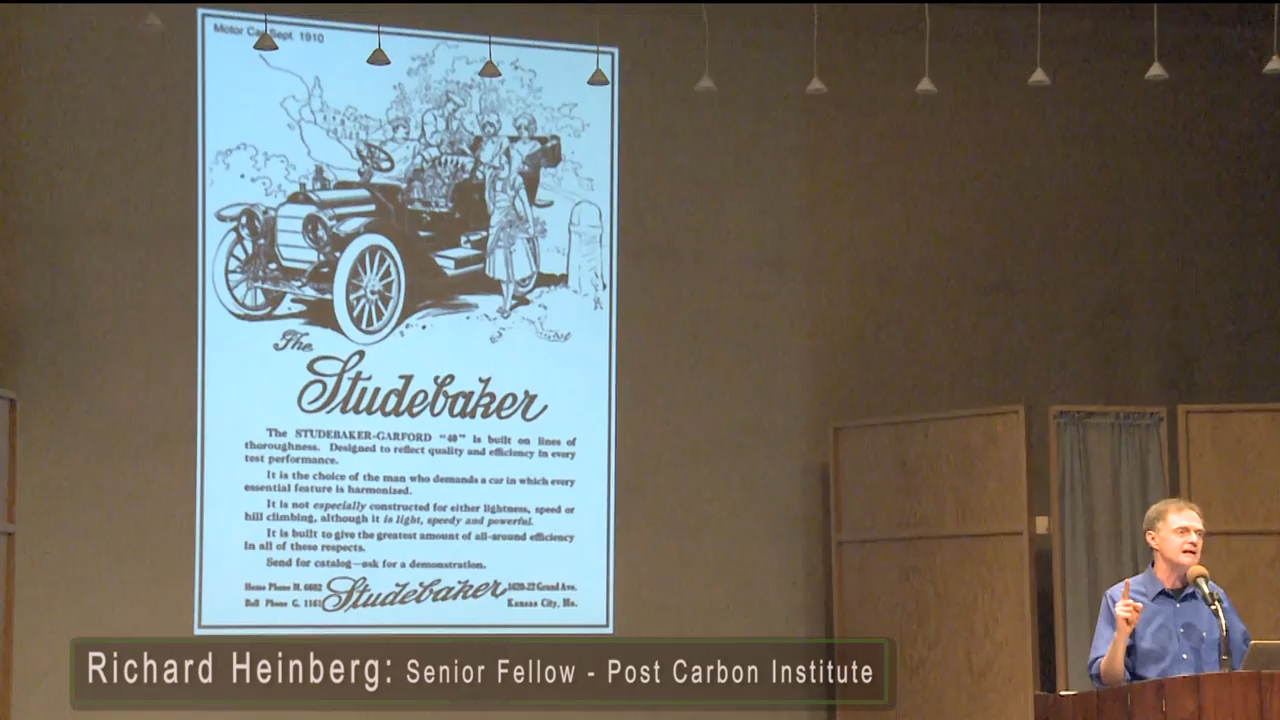 Motor Car Sept. 1910
The
Studebaker
The STUDEBAKER-GARFORD "40" is built on lines of
thoroughness. Designed to reflect quality and efficiency in every
test performance.
It is the choice of the man who demands a car in which every
essential feature is harmonized.
It is not especially constructed for either lightness, speed or
hill climbing, although it is light, speedy and powerful.
It is built to give the greatest amount of all-around efficiency
in all of these respects.
Send for catalog—ask for a demonstration.
Home Phone M. 6602
Bell Phone G. 1161
Studebaker
1620-22 Grand Ave.
Kansas City, Mo.
Richard Heinberg: Senior Fellow - Post Carbon Institute